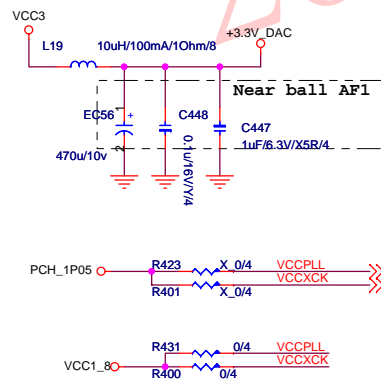 VCC3
L19 10uH/100mA/1Ohm/8 +3.3V_DAC
Near ball AF1
EC56 1 + C448 C447
2 0.1u/16V/Y/4 1uF/6.3V/X5R/4
470u/10v
PCH_1P05 R423 X_0/4 VCCPLL
R401 X_0/4 VCCXCK
R431 0/4 VCCPLL
VCC1_8 R400 0/4 VCCXCK